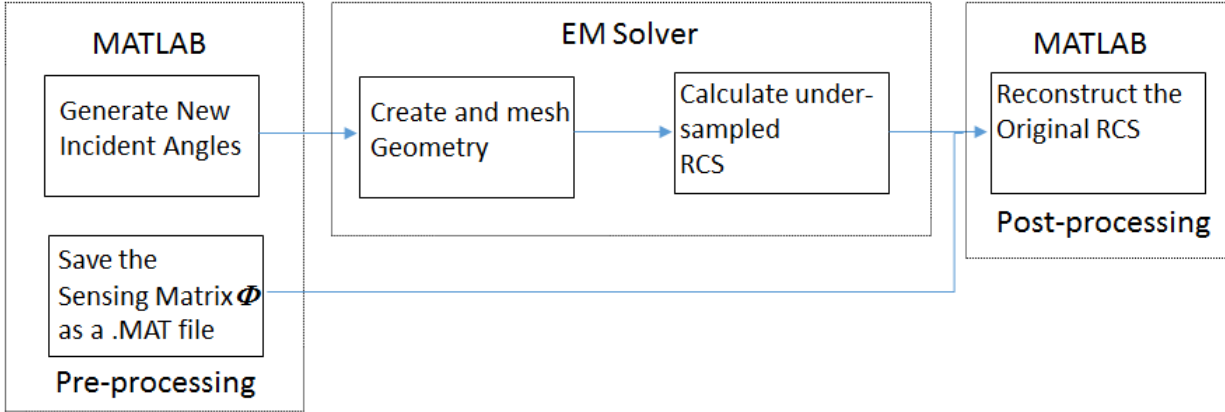 MATLAB
Generate New
Incident Angles
Save the
Sensing Matrix Φ
as a .MAT file
Pre-processing
EM Solver
Create and mesh
Geometry
Calculate under-
sampled
RCS
MATLAB
Reconstruct the
Original RCS
Post-processing